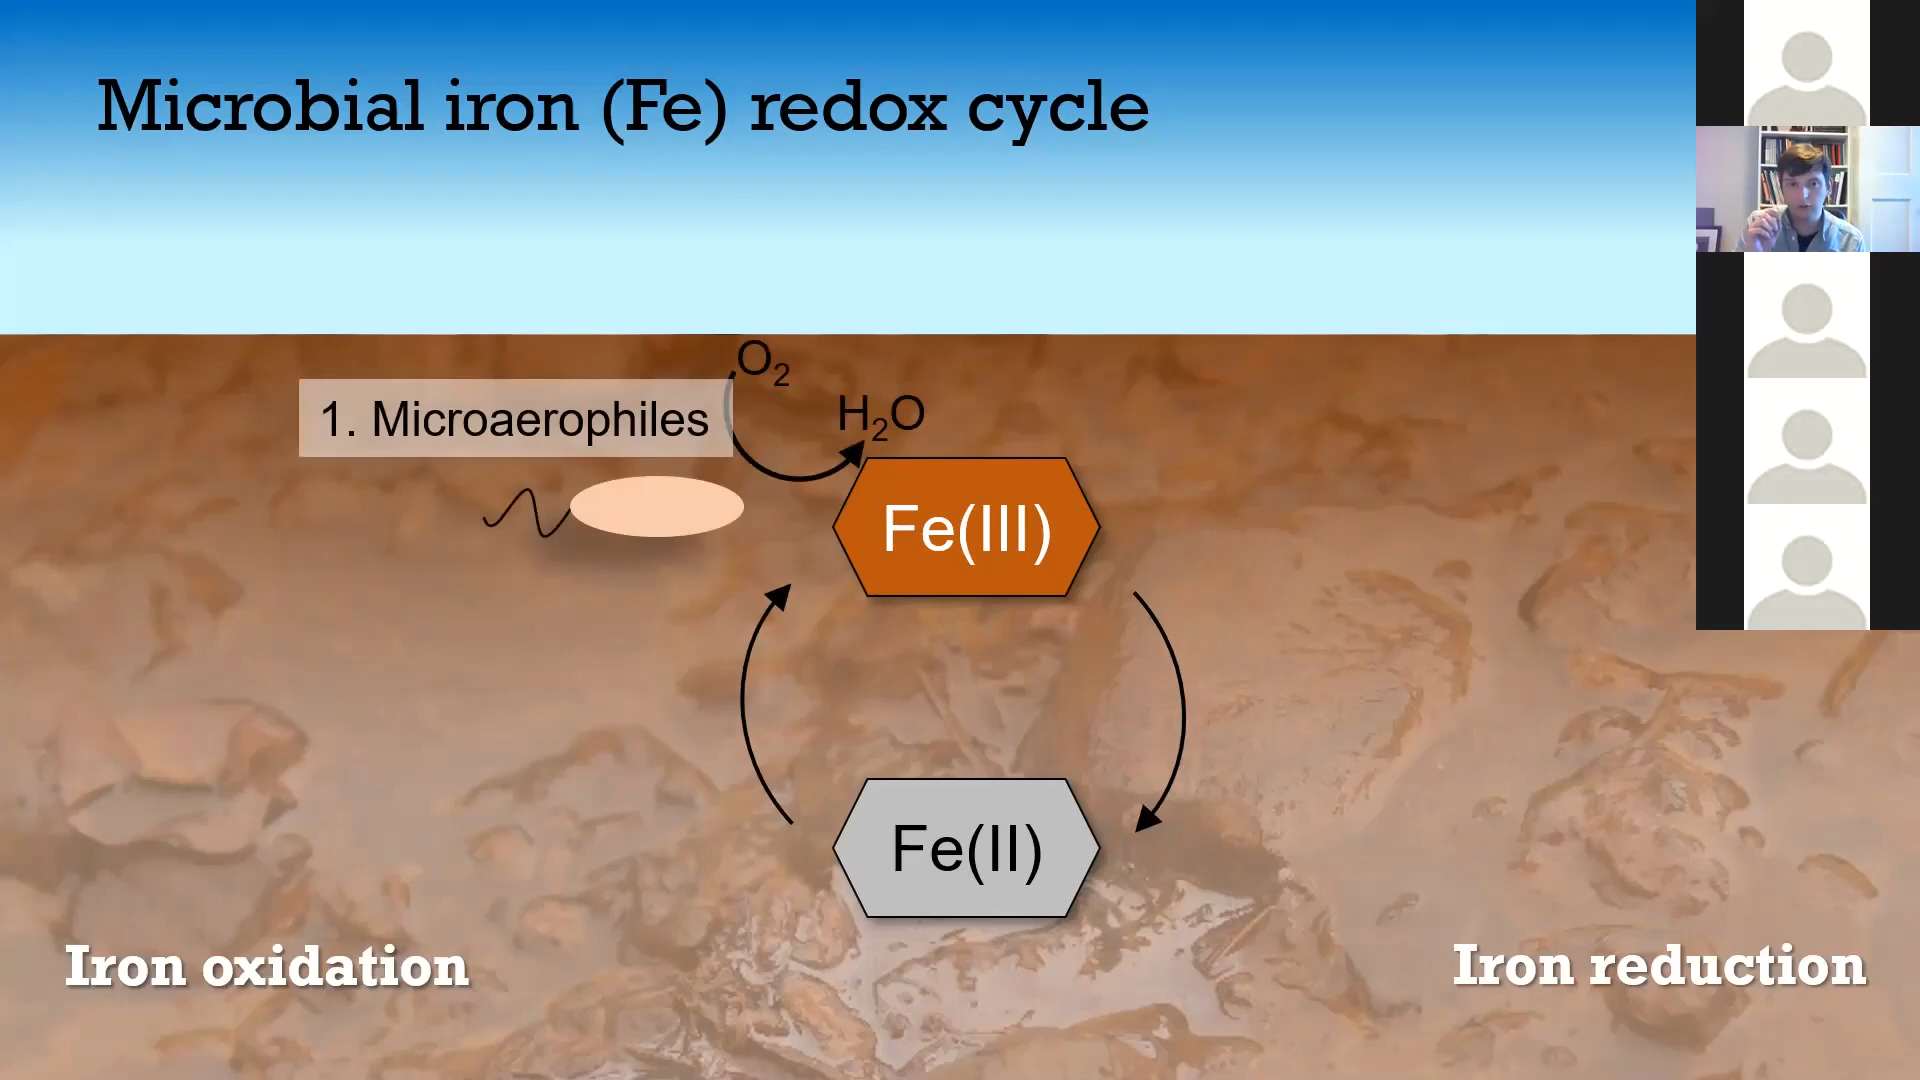 Microbial iron (Fe) redox cycle
O₂
1. Microaerophiles
H₂O
Fe(III)
Fe(II)
Iron oxidation
Iron reduction